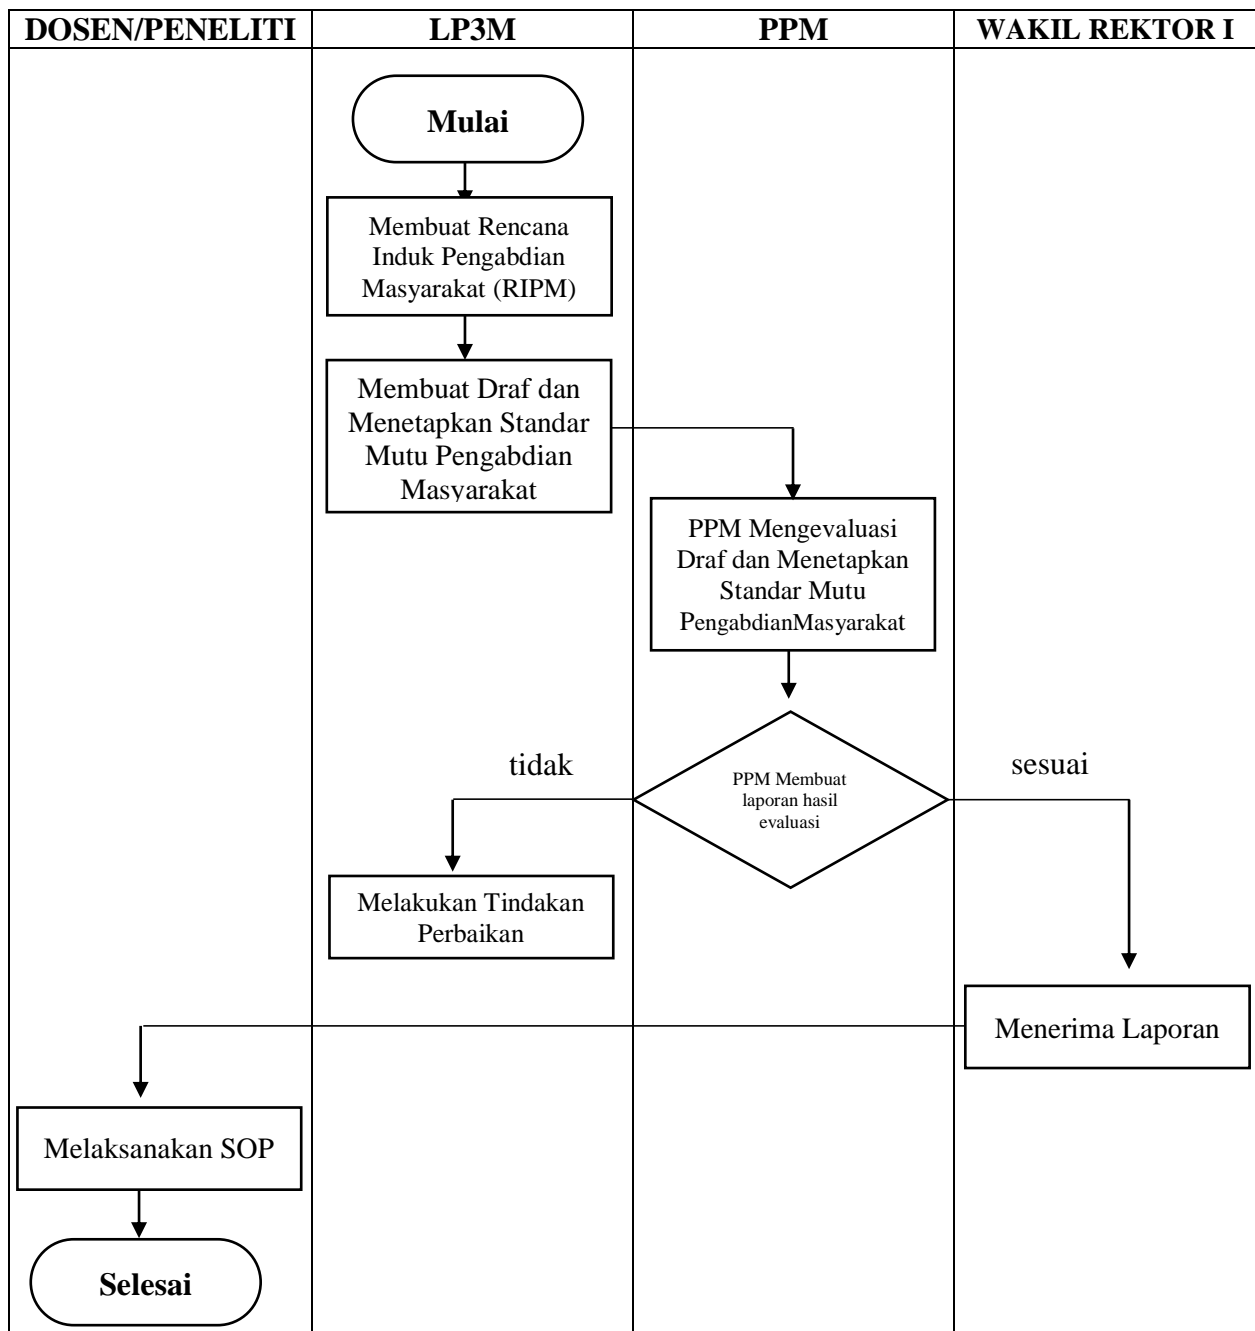 DOSEN/PENELITI LP3M PPM WAKIL REKTOR I
Mulai
Membuat Rencana
Induk Pengabdian
Masyarakat (RIPM)
Membuat Draf dan
Menetapkan Standar
Mutu Pengabdian
Masyarakat
PPM Mengevaluasi
Draf dan Menetapkan
Standar Mutu
PengabdianMasyarakat
PPM Membuat
laporan hasil
evaluasi
tidak
sesuai
Melakukan Tindakan
Perbaikan
Menerima Laporan
Melaksanakan SOP
Selesai